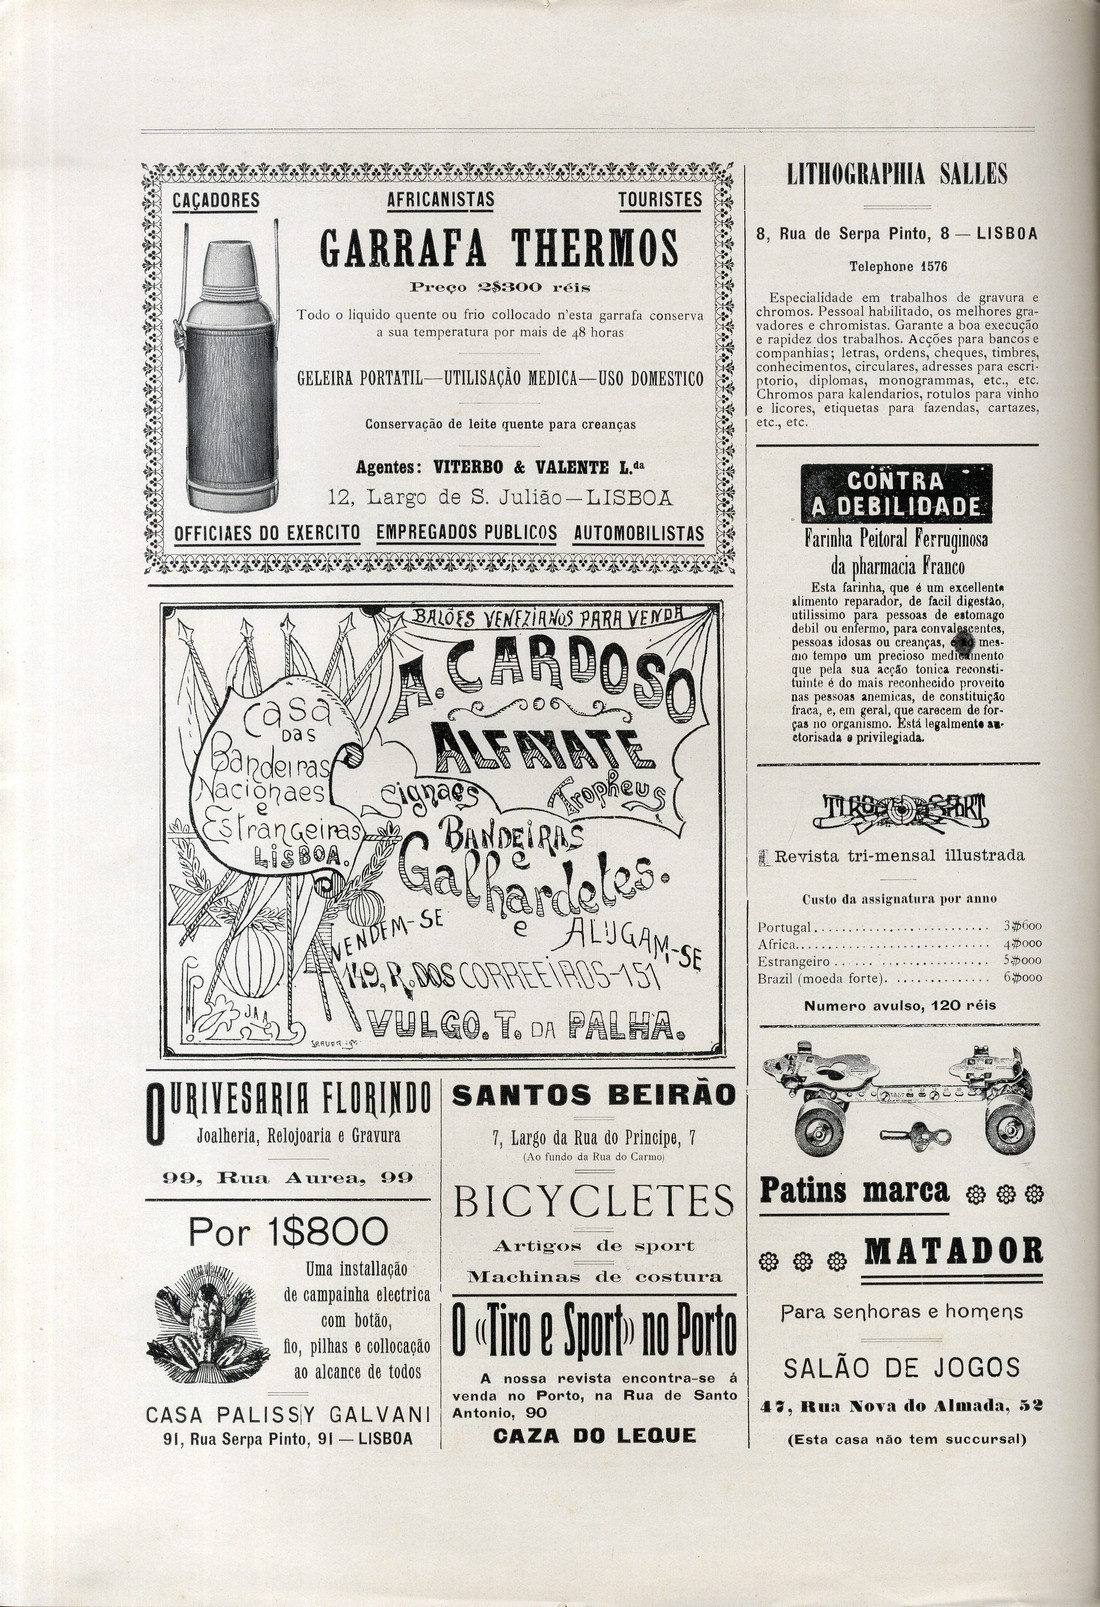 CAÇADORES AFRICANISTAS TOURISTES
GARRAFA THERMOS
Preço 2$300 réis
Todo o liquido quente ou frio collocado n'esta garrafa conserva
a sua temperatura por mais de 48 horas
GELEIRA PORTATIL—UTILISAÇÃO MEDICA—USO DOMESTICO
Conservação de leite quente para creanças
Agentes: VITERBO & VALENTE L.da
12, Largo de S. Julião—LISBOA
OFFICIAES DO EXERCITO EMPREGADOS PUBLICOS AUTOMOBILISTAS
BALÕES VENEZIANOS PARA VENDA
A. CARDOSO
ALFAYATE
Casa
DAS
Bandeiras
Nacionaes
e
Estrangeiras
LISBOA.
Signaes Tropheus
BANDEIRAS
e
Galhardetes.
VENDEM-SE e ALUGAM-SE
149, R. DOS CORREEIROS-151
VULGO. T. DA PALHA.
J.A.A.
OURIVESARIA FLORINDO
Joalheria, Relojoaria e Gravura
99, Rua Aurea, 99
Por 1$800
Uma installação
de campainha electrica
com botão,
fio, pilhas e collocação
ao alcance de todos
CASA PALISSY GALVANI
91, Rua Serpa Pinto, 91 — LISBOA
SANTOS BEIRÃO
7, Largo da Rua do Principe, 7
(Ao fundo da Rua do Carmo)
BICYCLETES
Artigos de sport
Machinas de costura
O «Tiro e Sport» no Porto
A nossa revista encontra-se á
venda no Porto, na Rua de Santo
Antonio, 90
CAZA DO LEQUE
LITHOGRAPHIA SALLES
8, Rua de Serpa Pinto, 8 — LISBOA
Telephone 1576
Especialidade em trabalhos de gravura e
chromos. Pessoal habilitado, os melhores gra-
vadores e chromistas. Garante a boa execução
e rapidez dos trabalhos. Acções para bancos e
companhias; letras, ordens, cheques, timbres,
conhecimentos, circulares, adresses para escri-
ptorio, diplomas, monogrammas, etc., etc.
Chromos para kalendarios, rotulos para vinho
e licores, etiquetas para fazendas, cartazes,
etc., etc.
CONTRA
A DEBILIDADE
Farinha Peitoral Ferruginosa
da pharmacia Franco
Esta farinha, que é um excellente
alimento reparador, de facil digestão,
utilissimo para pessoas de estomago
debil ou enfermo, para convalescentes,
pessoas idosas ou creanças, é ao mes-
mo tempo um precioso medicamento
que pela sua acção tonica reconsti-
tuinte é do mais reconhecido proveito
nas pessoas anemicas, de constituição
fraca, e, em geral, que carecem de for-
ças no organismo. Está legalmente au-
ctorisada e privilegiada.
TIRO E SPORT
Revista tri-mensal illustrada
Custo da assignatura por anno
Portugal........................... 3$600
Africa............................. 4$000
Estrangeiro........................ 5$000
Brazil (moeda forte)............... 6$000
Numero avulso, 120 réis
Patins marca
MATADOR
Para senhoras e homens
SALÃO DE JOGOS
47, Rua Nova do Almada, 52
(Esta casa não tem succursal)